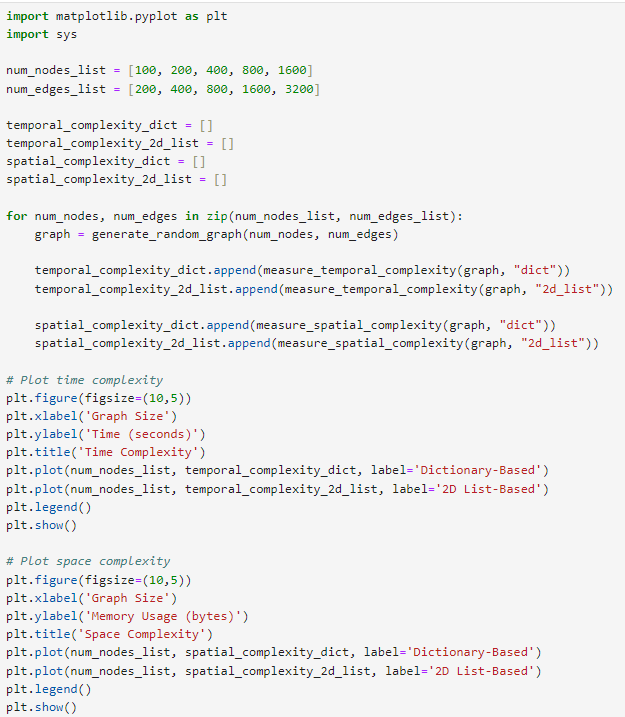 import matplotlib.pyplot as plt
import sys
num_nodes_list = [100, 200, 400, 800, 1600]
num_edges_list = [200, 400, 800, 1600, 3200]
temporal_complexity_dict = []
temporal_complexity_2d_list = []
spatial_complexity_dict = []
spatial_complexity_2d_list = []
for num_nodes, num_edges in zip(num_nodes_list, num_edges_list):
    graph = generate_random_graph(num_nodes, num_edges)
    temporal_complexity_dict.append(measure_temporal_complexity(graph, "dict"))
    temporal_complexity_2d_list.append(measure_temporal_complexity(graph, "2d_list"))
    spatial_complexity_dict.append(measure_spatial_complexity(graph, "dict"))
    spatial_complexity_2d_list.append(measure_spatial_complexity(graph, "2d_list"))
# Plot time complexity
plt.figure(figsize=(10,5))
plt.xlabel('Graph Size')
plt.ylabel('Time (seconds)')
plt.title('Time Complexity')
plt.plot(num_nodes_list, temporal_complexity_dict, label='Dictionary-Based')
plt.plot(num_nodes_list, temporal_complexity_2d_list, label='2D List-Based')
plt.legend()
plt.show()
# Plot space complexity
plt.figure(figsize=(10,5))
plt.xlabel('Graph Size')
plt.ylabel('Memory Usage (bytes)')
plt.title('Space Complexity')
plt.plot(num_nodes_list, spatial_complexity_dict, label='Dictionary-Based')
plt.plot(num_nodes_list, spatial_complexity_2d_list, label='2D List-Based')
plt.legend()
plt.show()